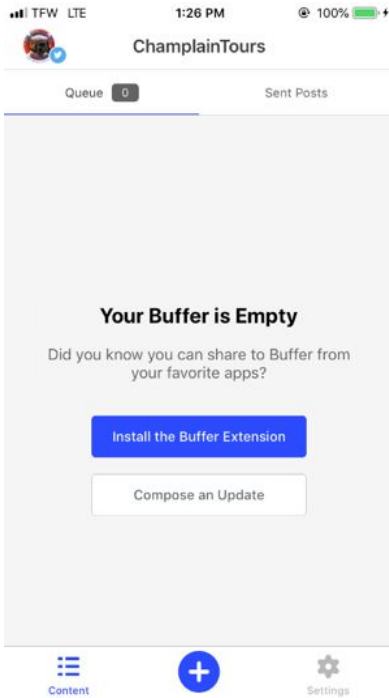 TFW LTE 1:26 PM 100%
ChamplainTours
Queue 0 Sent Posts
Your Buffer is Empty
Did you know you can share to Buffer from
your favorite apps?
Install the Buffer Extension
Compose an Update
Content Settings